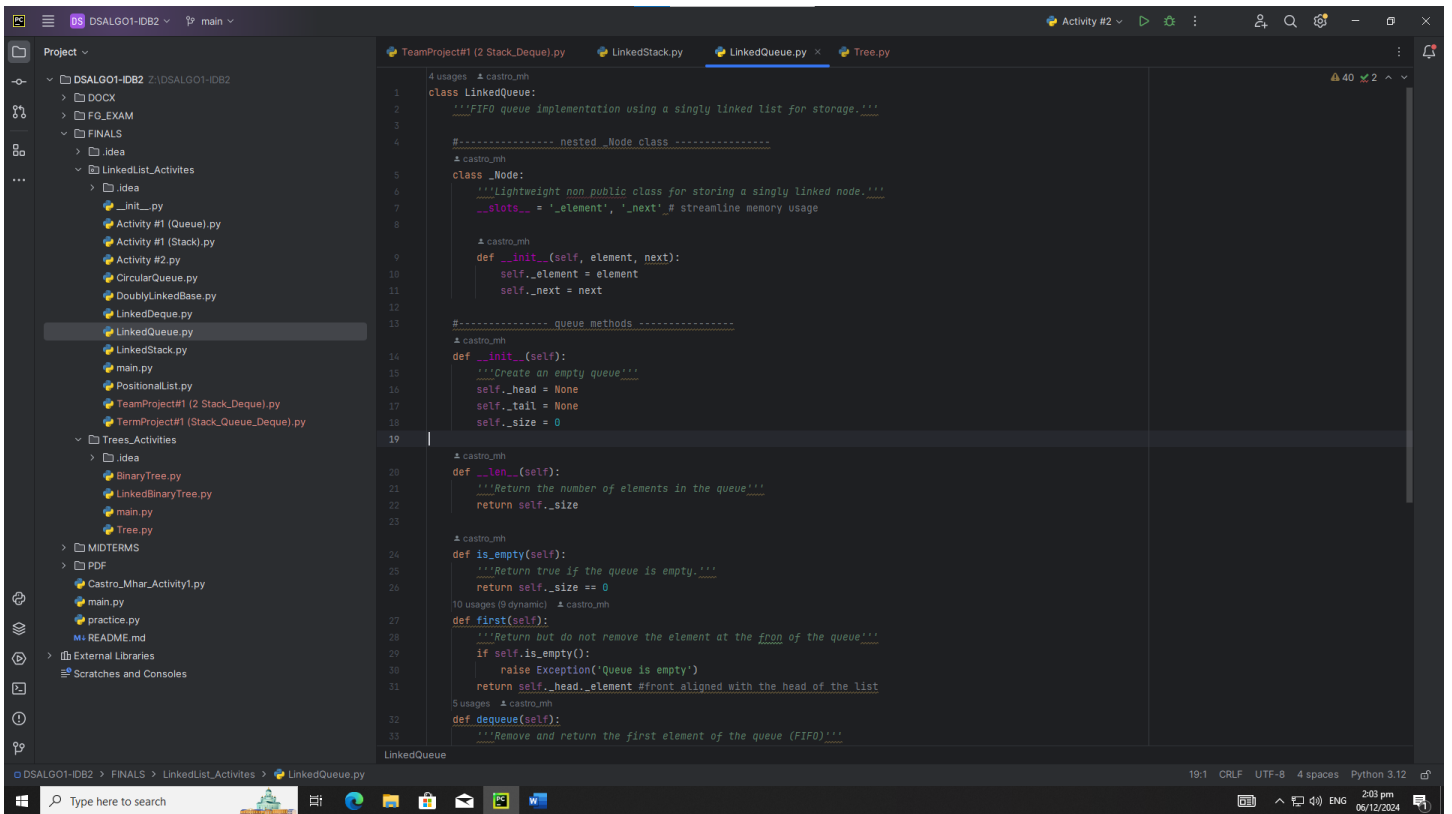 PC
DS DSALGO1-IDB2
main
Activity #2
Project
TeamProject#1 (2 Stack_Deque).py
LinkedStack.py
LinkedQueue.py
Tree.py
DSALGO1-IDB2 Z:\DSALGO1-IDB2
DOCX
FG_EXAM
FINALS
.idea
LinkedList_Activites
.idea
__init__.py
Activity #1 (Queue).py
Activity #1 (Stack).py
Activity #2.py
CircularQueue.py
DoublyLinkedBase.py
LinkedDeque.py
LinkedQueue.py
LinkedStack.py
main.py
PositionalList.py
TeamProject#1 (2 Stack_Deque).py
TermProject#1 (Stack_Queue_Deque).py
Trees_Activities
.idea
BinaryTree.py
LinkedBinaryTree.py
main.py
Tree.py
MIDTERMS
PDF
Castro_Mhar_Activity1.py
main.py
practice.py
M↓ README.md
External Libraries
Scratches and Consoles
40 2
4 usages castro_mh
1 class LinkedQueue:
2 '''FIFO queue implementation using a singly linked list for storage.'''
3
4 #---------------- nested _Node class ----------------
castro_mh
5 class _Node:
6 '''Lightweight non public class for storing a singly linked node.'''
7 __slots__ = '_element', '_next' # streamline memory usage
8
castro_mh
9 def __init__(self, element, next):
10 self._element = element
11 self._next = next
12
13 #--------------- queue methods ----------------
castro_mh
14 def __init__(self):
15 '''Create an empty queue'''
16 self._head = None
17 self._tail = None
18 self._size = 0
19
castro_mh
20 def __len__(self):
21 '''Return the number of elements in the queue'''
22 return self._size
23
castro_mh
24 def is_empty(self):
25 '''Return true if the queue is empty.'''
26 return self._size == 0
10 usages (9 dynamic) castro_mh
27 def first(self):
28 '''Return but do not remove the element at the fron of the queue'''
29 if self.is_empty():
30 raise Exception('Queue is empty')
31 return self._head._element #front aligned with the head of the list
5 usages castro_mh
32 def dequeue(self):
33 '''Remove and return the first element of the queue (FIFO)'''
LinkedQueue
DSALGO1-IDB2 > FINALS > LinkedList_Activites > LinkedQueue.py
19:1 CRLF UTF-8 4 spaces Python 3.12
Type here to search
PC
W
ENG
2:03 pm
06/12/2024
1